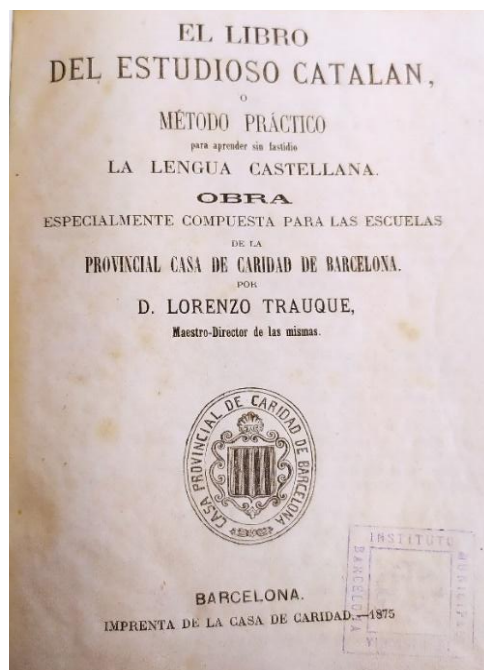 EL LIBRO
DEL ESTUDIOSO CATALAN,
O
MÉTODO PRÁCTICO
para aprender sin fastidio
LA LENGUA CASTELLANA.
OBRA
ESPECIALMENTE COMPUESTA PARA LAS ESCUELAS
DE LA
PROVINCIAL CASA DE CARIDAD DE BARCELONA.
POR
D. LORENZO TRAUQUE,
Maestro-Director de las mismas.
CASA PROVINCIAL DE CARIDAD DE BARCELONA
BARCELONA.
IMPRENTA DE LA CASA DE CARIDAD.—1875
INSTITUTO
MUNICIPAL
BARCELONA